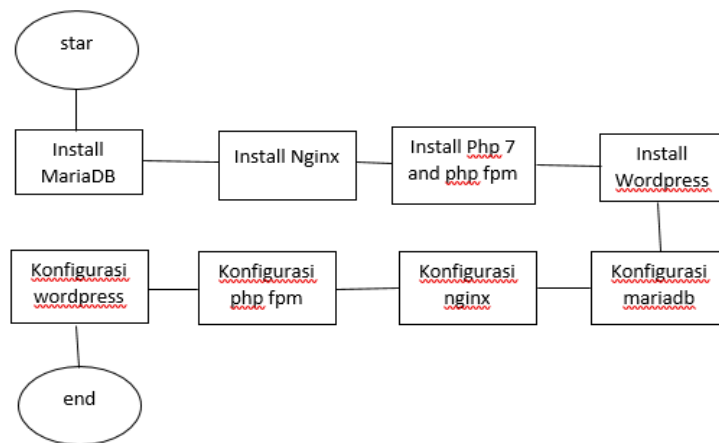 star
Install
MariaDB
Install Nginx
Install Php 7
and php fpm
Install
Wordpress
Konfigurasi
wordpress
Konfigurasi
php fpm
Konfigurasi
nginx
Konfigurasi
mariadb
end